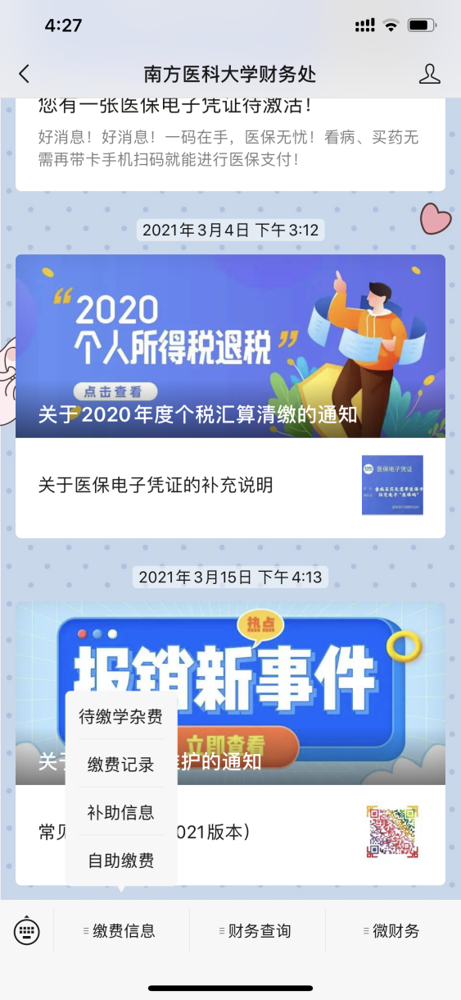 4:27
南方医科大学财务处
您有一张医保电子凭证待激活！
好消息！好消息！一码在手，医保无忧！看病、买药无
需再带卡手机扫码就能进行医保支付！
2021年3月4日 下午3:12
“2020
个人所得税退税”
点击查看
关于2020年度个税汇算清缴的通知
关于医保电子凭证的补充说明
医保电子凭证
2021年3月15日 下午4:13
热点
报销新事件
立即查看
关于
维护的通知
常见
021版本）
待缴学杂费
缴费记录
补助信息
自助缴费
缴费信息
财务查询
微财务